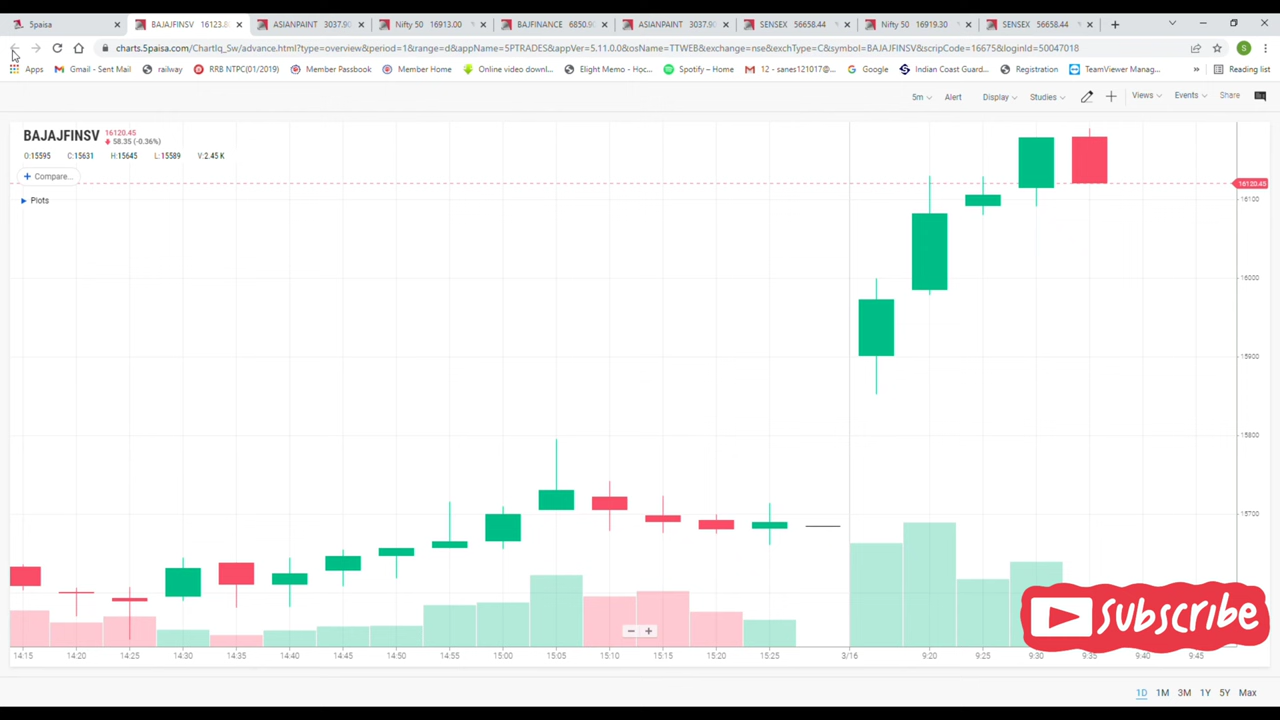 5paisa
BAJAJFINSV 16123.8
ASIANPAINT 3037.90
Nifty 50 16913.00
BAJFINANCE 6850.90
ASIANPAINT 3037.90
SENSEX 56658.44
Nifty 50 16919.30
SENSEX 56658.44
charts.5paisa.com/ChartIq_Sw/advance.html?type=overview&period=1&range=d&appName=5PTRADES&appVer=5.11.0.0&osName=TTWEB&exchange=nse&exchType=C&symbol=BAJAJFINSV&scripCode=16675&loginId=50047018
Apps Gmail - Sent Mail railway RRB NTPC(01/2019) Member Passbook Member Home Online video downl... Elight Memo - Học... Spotify – Home 12 - sanes121017@... Google Indian Coast Guard... Registration TeamViewer Manag... » Reading list
5m Alert Display Studies Views Events Share
BAJAJFINSV 16120.45
58.35 (-0.36%)
O:15595 C:15631 H:15645 L:15589 V:2.45 K
+ Compare...
Plots
16120.45
16100
16000
15900
15800
15700
Subscribe
14:15 14:20 14:25 14:30 14:35 14:40 14:45 14:50 14:55 15:00 15:05 15:10 15:15 15:20 15:25 3/16 9:20 9:25 9:30 9:35 9:40 9:45
1D 1M 3M 1Y 5Y Max